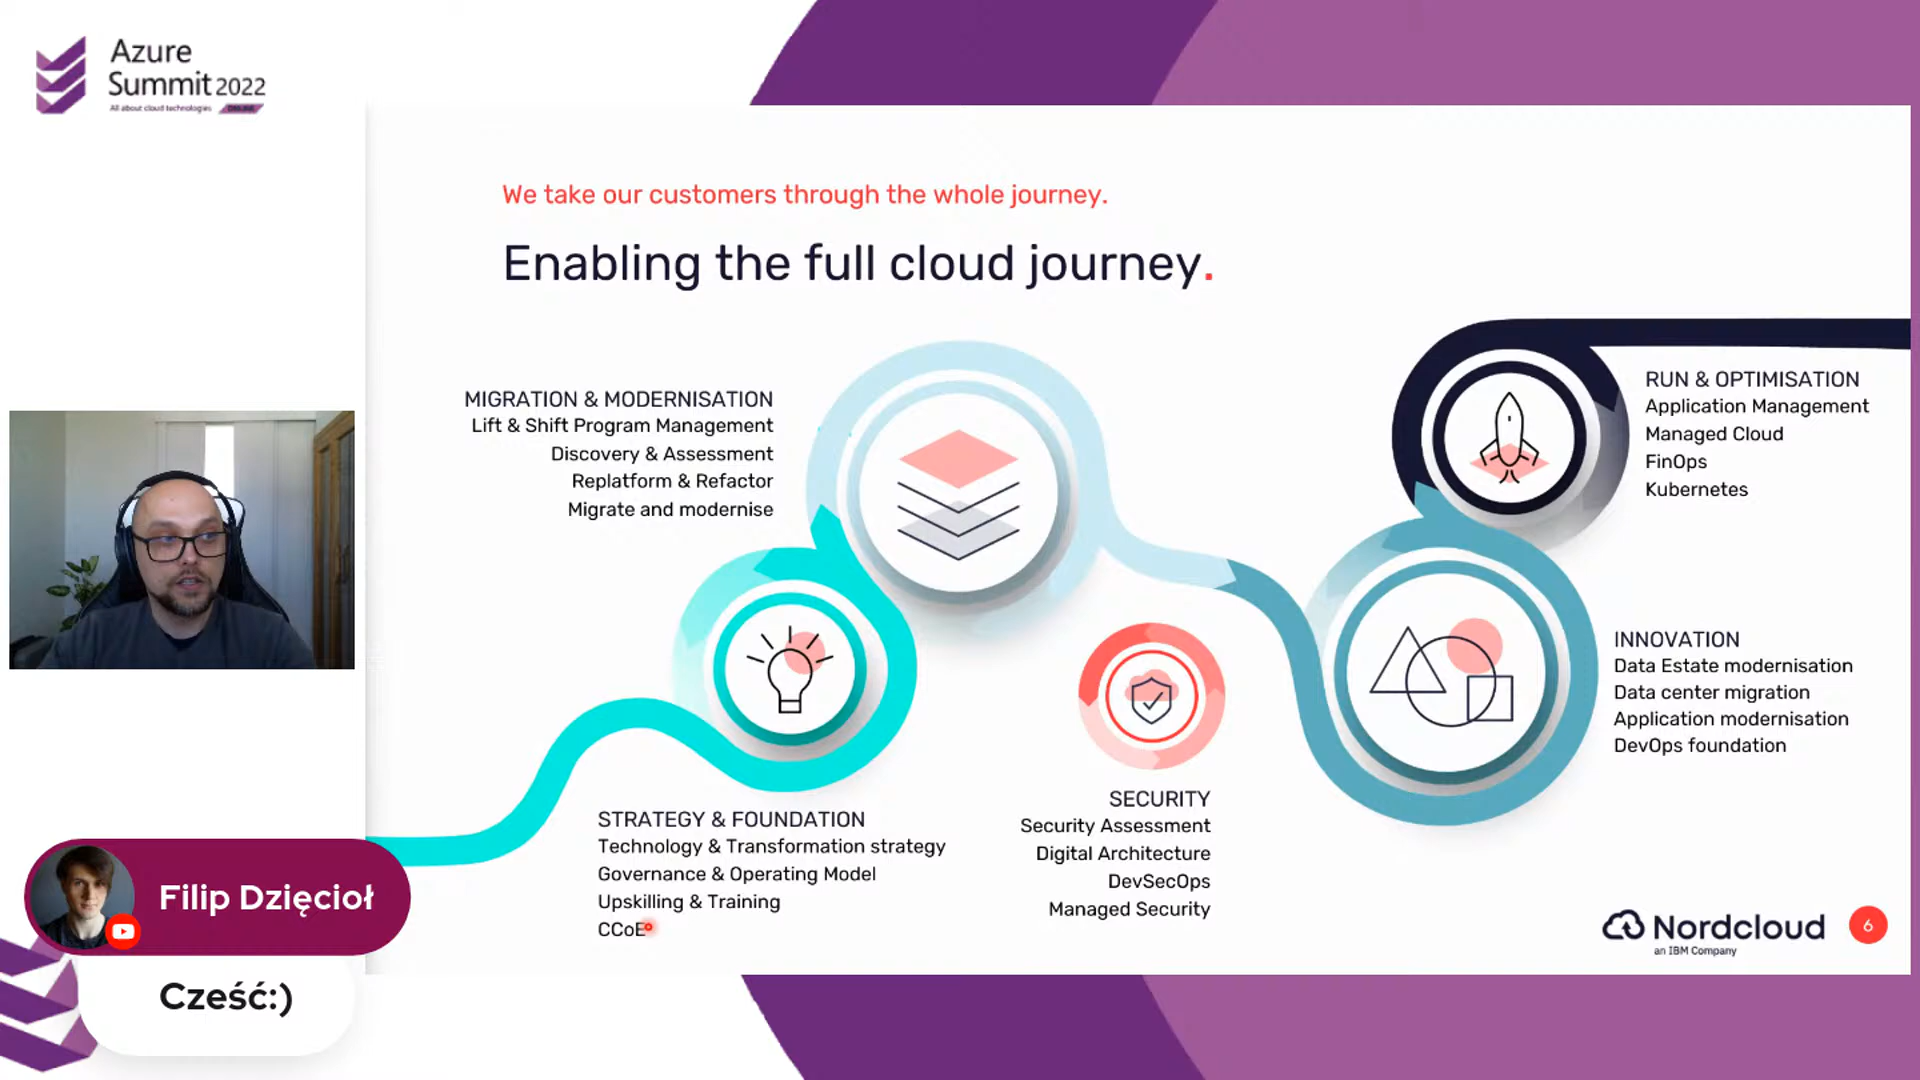 Azure
Summit 2022
All about cloud technologies
We take our customers through the whole journey.
Enabling the full cloud journey.
MIGRATION & MODERNISATION
Lift & Shift Program Management
Discovery & Assessment
Replatform & Refactor
Migrate and modernise
RUN & OPTIMISATION
Application Management
Managed Cloud
FinOps
Kubernetes
INNOVATION
Data Estate modernisation
Data center migration
Application modernisation
DevOps foundation
STRATEGY & FOUNDATION
Technology & Transformation strategy
Governance & Operating Model
Upskilling & Training
CCoE
SECURITY
Security Assessment
Digital Architecture
DevSecOps
Managed Security
Nordcloud
an IBM Company
6
Filip Dzięcioł
Cześć:)